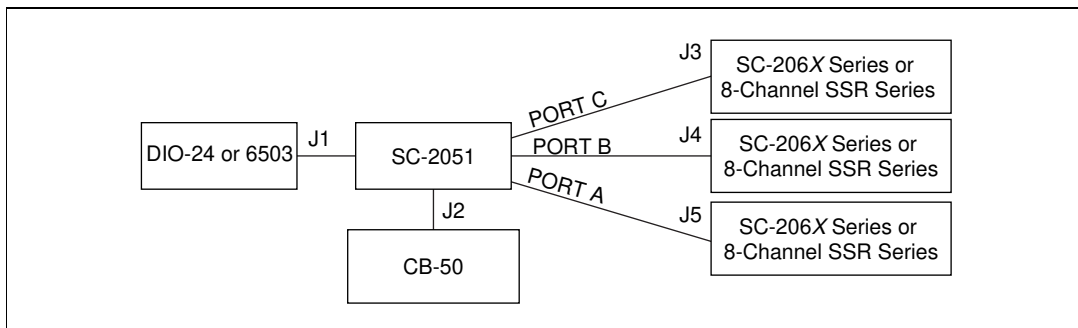 J3
SC-206X Series or
8-Channel SSR Series
PORT C
DIO-24 or 6503
J1
SC-2051
PORT B
J4
SC-206X Series or
8-Channel SSR Series
PORT A
J2
J5
SC-206X Series or
8-Channel SSR Series
CB-50